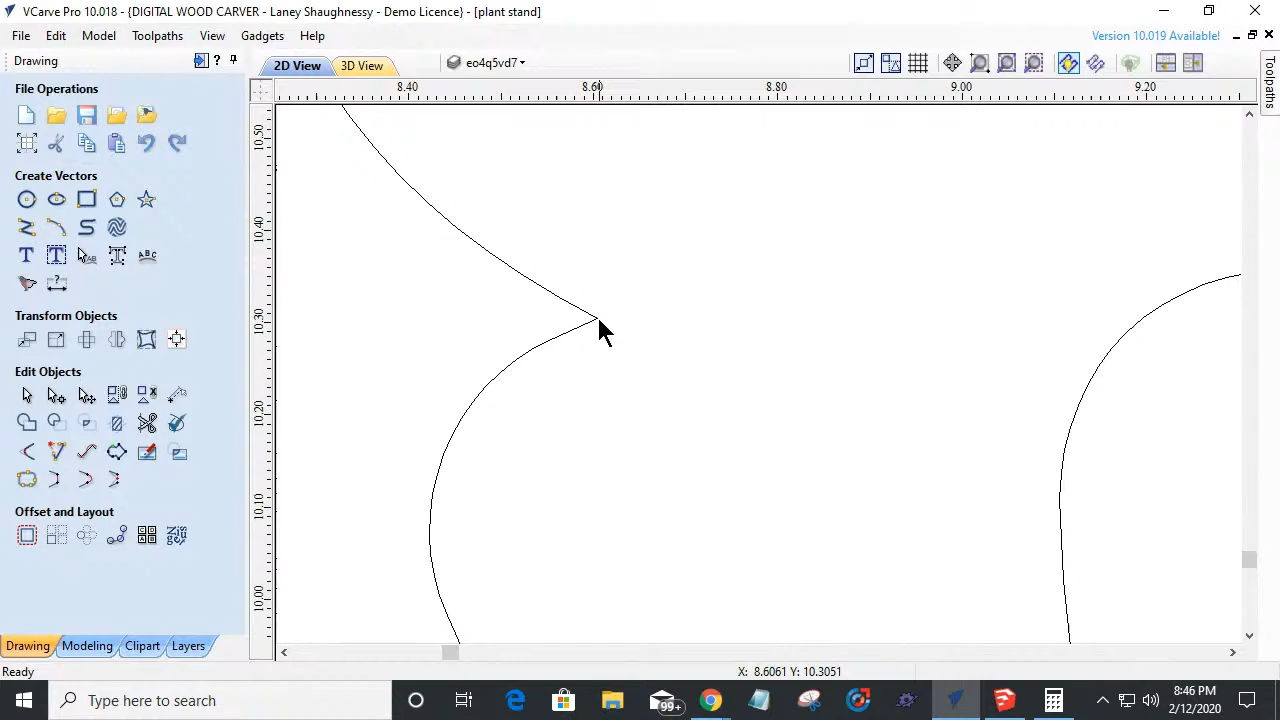 VCarve Pro 10.018 - {DIGITAL WOOD CARVER - Laney Shaughnessy - Demo Licence} - [plant stand]
File Edit Model Toolpaths View Gadgets Help
Version 10.019 Available!
Drawing
2D View 3D View
eo4q5vd7
Toolpaths
File Operations
8.40 8.60 8.80 9.00 9.20
10.50
10.40
10.30
10.20
10.10
10.00
Create Vectors
Transform Objects
Edit Objects
Offset and Layout
Drawing Modeling Clipart Layers
Ready
X: 8.6061 Y: 10.3051
Type here to search
99+
8:46 PM
2/12/2020